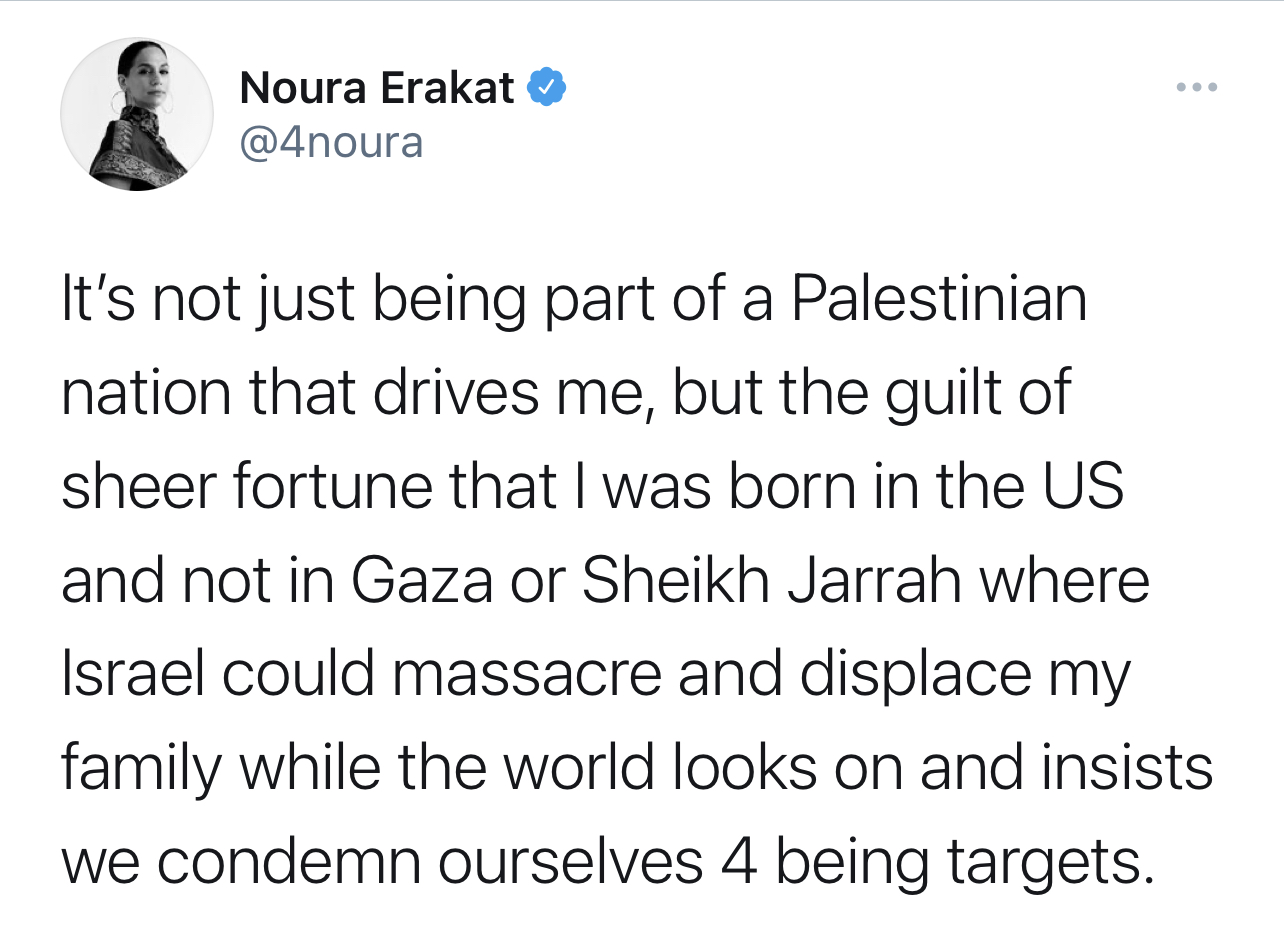 Noura Erakat
@4noura
It’s not just being part of a Palestinian
nation that drives me, but the guilt of
sheer fortune that I was born in the US
and not in Gaza or Sheikh Jarrah where
Israel could massacre and displace my
family while the world looks on and insists
we condemn ourselves 4 being targets.